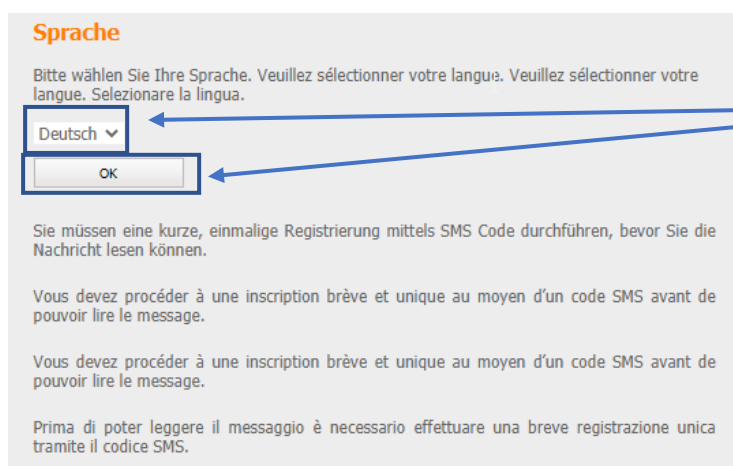 Sprache
Bitte wählen Sie Ihre Sprache. Veuillez sélectionner votre langue. Veuillez sélectionner votre
langue. Selezionare la lingua.
Deutsch
OK
Sie müssen eine kurze, einmalige Registrierung mittels SMS Code durchführen, bevor Sie die
Nachricht lesen können.
Vous devez procéder à une inscription brève et unique au moyen d’un code SMS avant de
pouvoir lire le message.
Vous devez procéder à une inscription brève et unique au moyen d’un code SMS avant de
pouvoir lire le message.
Prima di poter leggere il messaggio è necessario effettuare una breve registrazione unica
tramite il codice SMS.